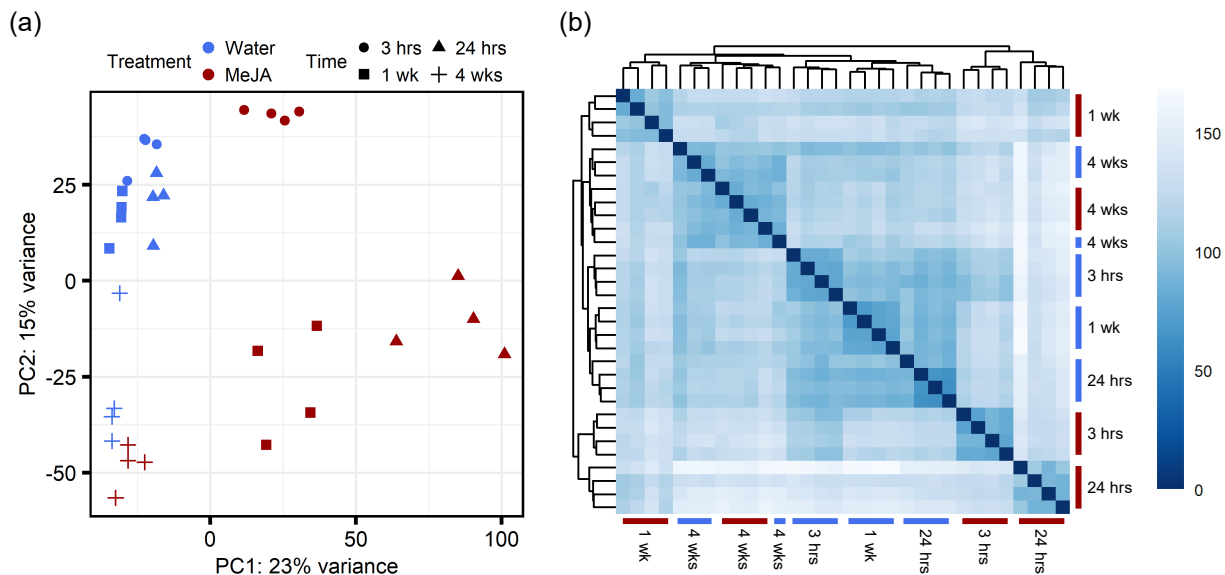 (a)
Treatment
Water
MeJA
Time
3 hrs
24 hrs
1 wk
4 wks
PC2: 15% variance
25
0
-25
-50
0
50
100
PC1: 23% variance
(b)
1 wk
4 wks
4 wks
4 wks
3 hrs
1 wk
24 hrs
3 hrs
24 hrs
1 wk
4 wks
4 wks
4 wks
3 hrs
1 wk
24 hrs
3 hrs
24 hrs
150
100
50
0